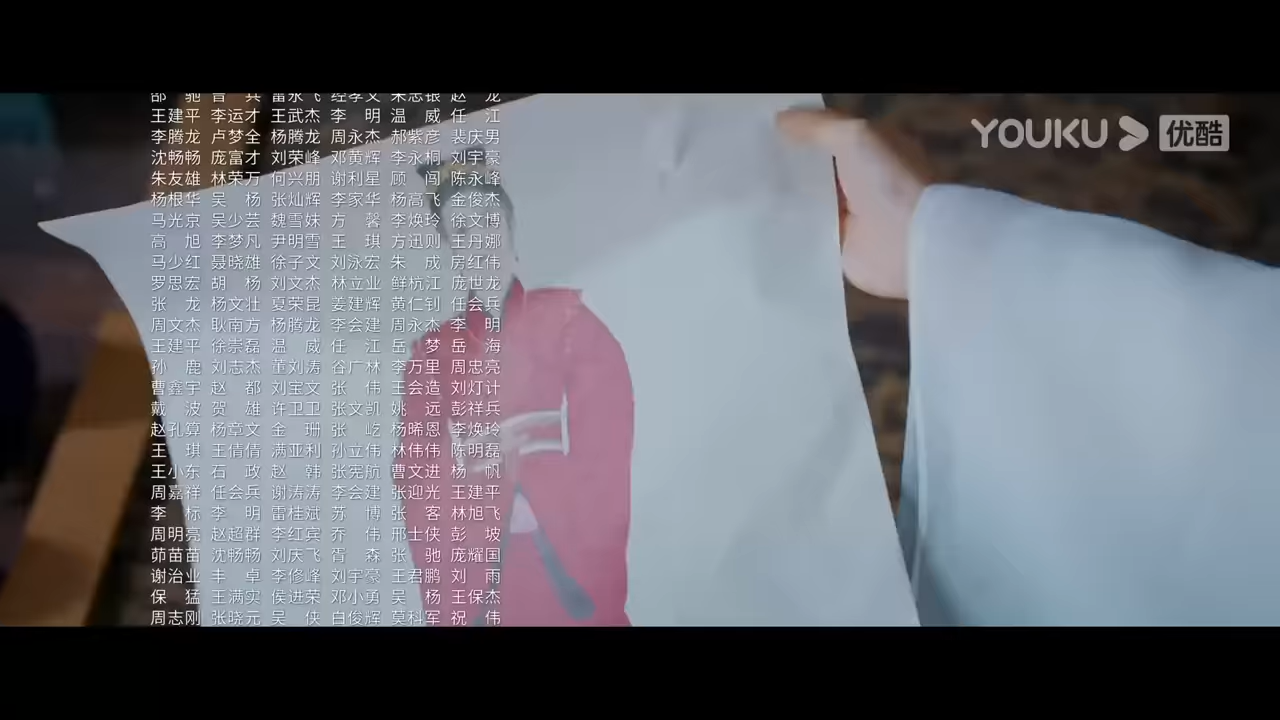 YOUKU 优酷
王建平 李运才 王武杰 李 明 温 威 任 江
李腾龙 卢梦全 杨腾龙 周永杰 郝紫彦 裴庆男
沈畅畅 庞富才 刘荣峰 邓黄辉 李永桐 刘宇豪
朱友雄 林荣万 何兴朋 谢利星 顾 闯 陈永峰
杨根华 吴 杨 张灿辉 李家华 杨高飞 金俊杰
马光京 吴少芸 魏雪妹 方 馨 李焕玲 徐文博
高 旭 李梦凡 尹明雪 王 琪 方迅则 王丹娜
马少红 聂晓雄 徐子文 刘泳宏 朱 成 房红伟
罗思宏 胡 杨 刘文杰 林立业 鲜杭江 庞世龙
张 龙 杨文壮 夏荣昆 姜建辉 黄仁钊 任会兵
周文杰 耿南方 杨腾龙 李会建 周永杰 李 明
王建平 徐崇磊 温 威 任 江 岳 梦 岳 海
孙 鹿 刘志杰 董刘涛 谷广林 李万里 周忠亮
曹鑫宇 赵 都 刘宝文 张 伟 王会造 刘灯计
戴 波 贺 雄 许卫卫 张文凯 姚 远 彭祥兵
赵孔算 杨章文 金 珊 张 屹 杨晞恩 李焕玲
王 琪 王倩倩 满亚利 孙立伟 林伟伟 陈明磊
王小东 石 政 赵 韩 张宪航 曹文进 杨 帆
周嘉祥 任会兵 谢涛涛 李会建 张迎光 王建平
李 标 李 明 雷桂斌 苏 博 张 客 林旭飞
周明亮 赵超群 李红宾 乔 伟 邢士侠 彭 坡
茆苗苗 沈畅畅 刘庆飞 胥 森 张 驰 庞耀国
谢治业 丰 卓 李修峰 刘宇豪 王君鹏 刘 雨
保 猛 王满实 侯进荣 邓小勇 吴 杨 王保杰
周志刚 张晓元 吴 侠 白俊辉 莫科军 祝 伟